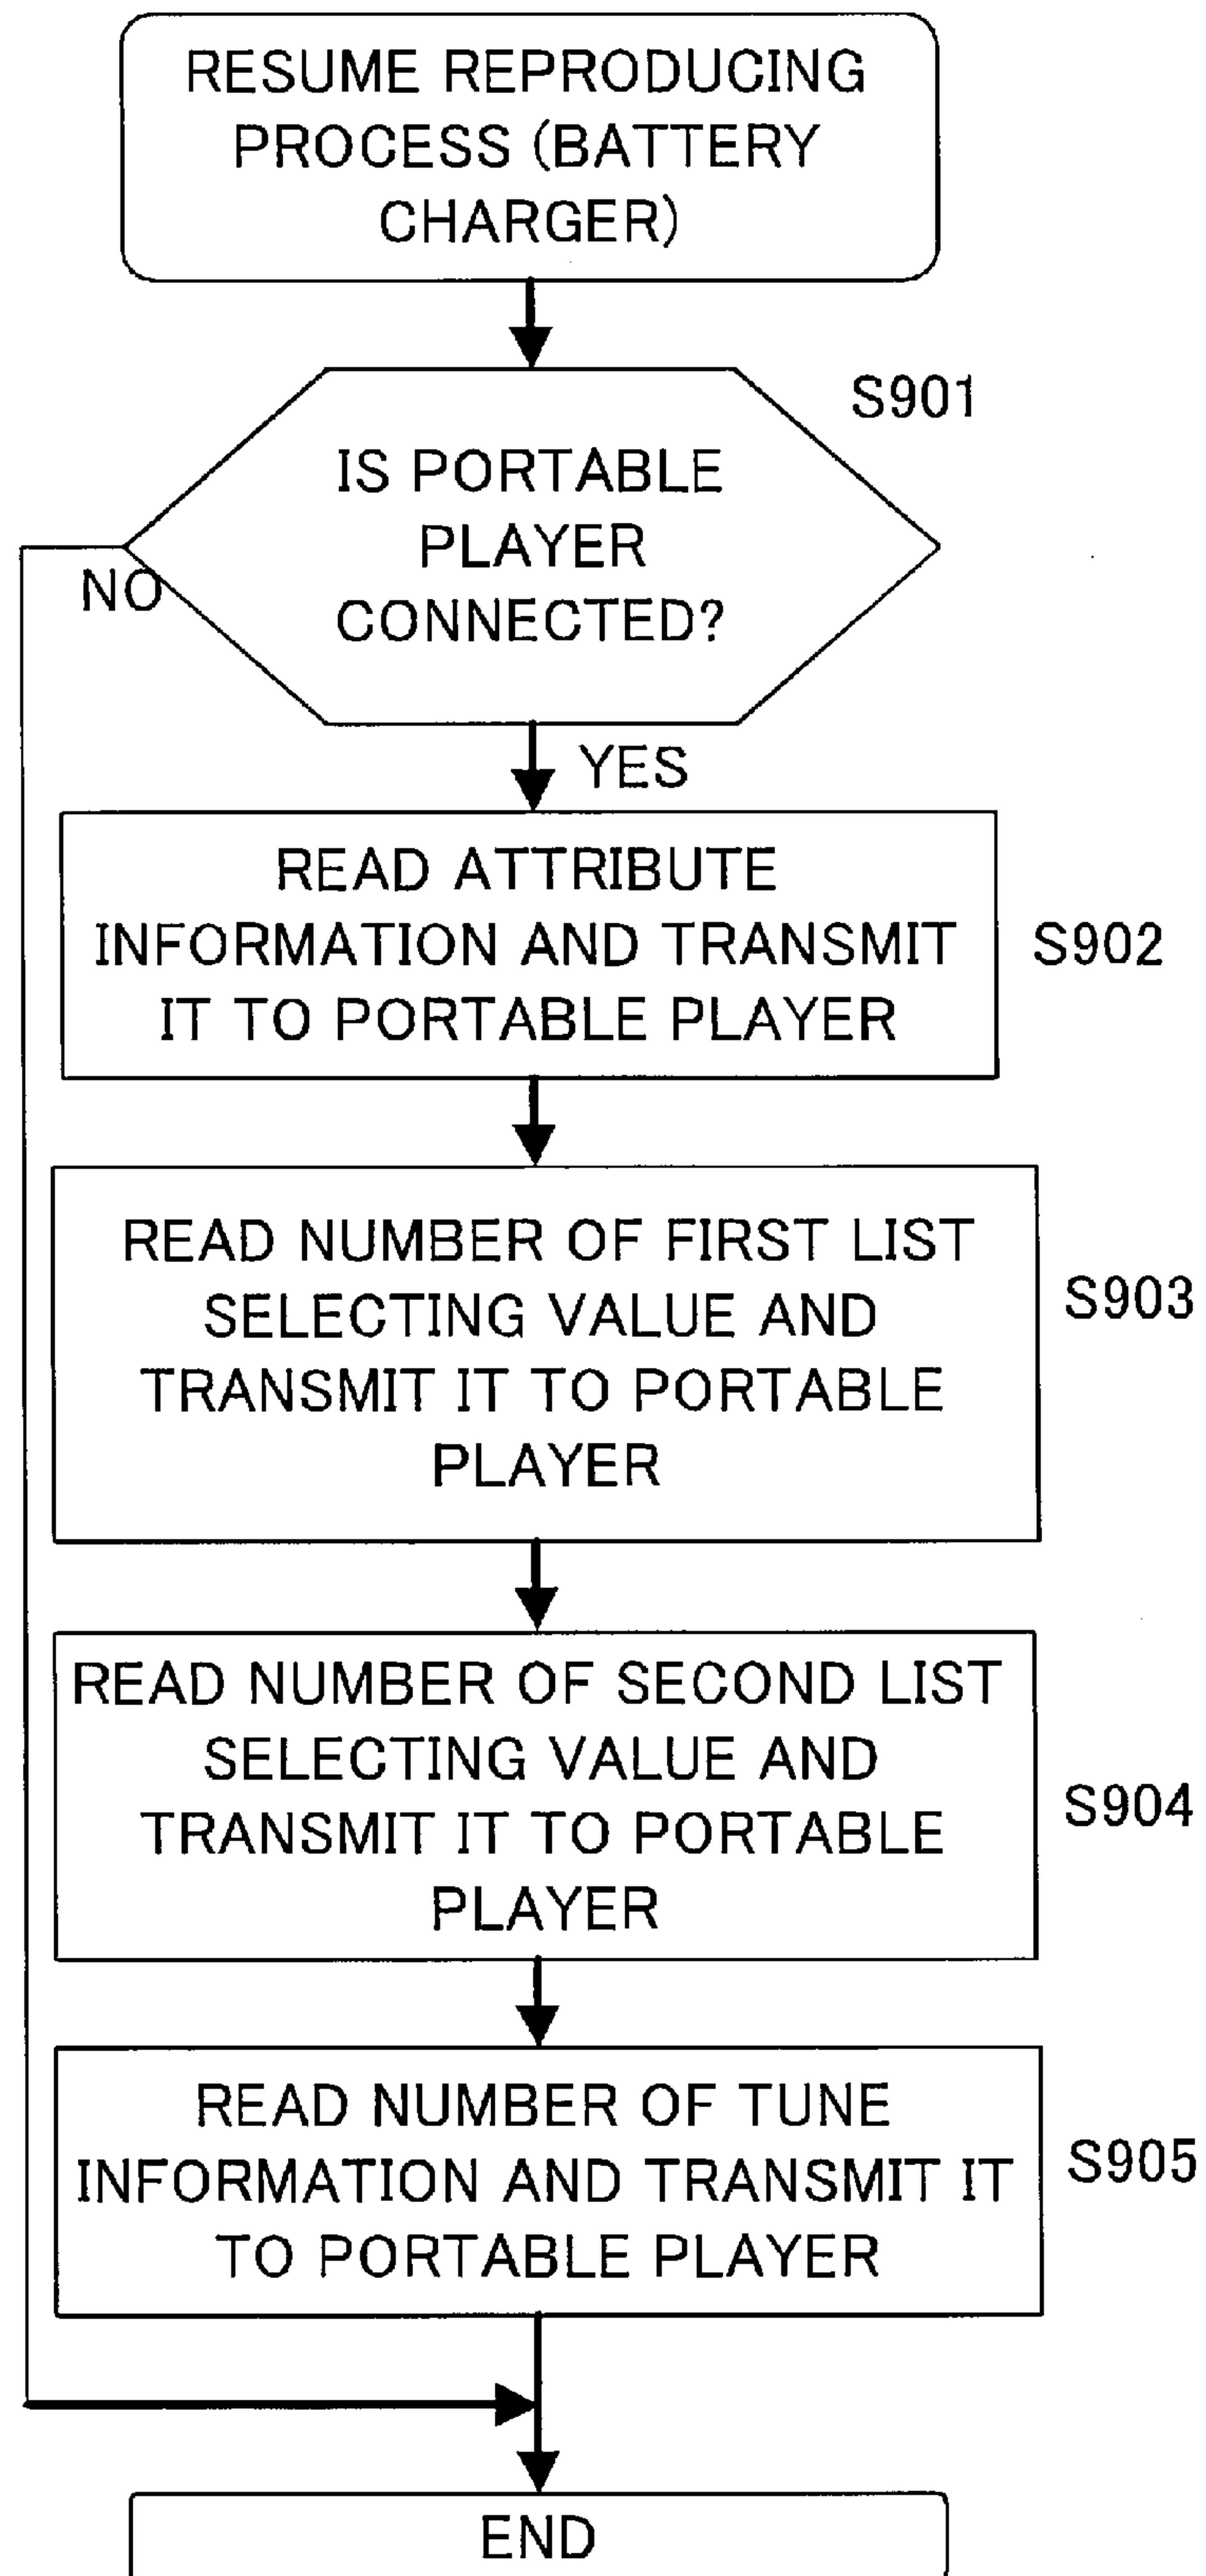 RESUME REPRODUCING
PROCESS (BATTERY
CHARGER)
S901
IS PORTABLE
PLAYER
CONNECTED?
NO
YES
READ ATTRIBUTE
INFORMATION AND TRANSMIT
IT TO PORTABLE PLAYER
S902
READ NUMBER OF FIRST LIST
SELECTING VALUE AND
TRANSMIT IT TO PORTABLE
PLAYER
S903
READ NUMBER OF SECOND LIST
SELECTING VALUE AND
TRANSMIT IT TO PORTABLE
PLAYER
S904
READ NUMBER OF TUNE
INFORMATION AND TRANSMIT IT
TO PORTABLE PLAYER
S905
END